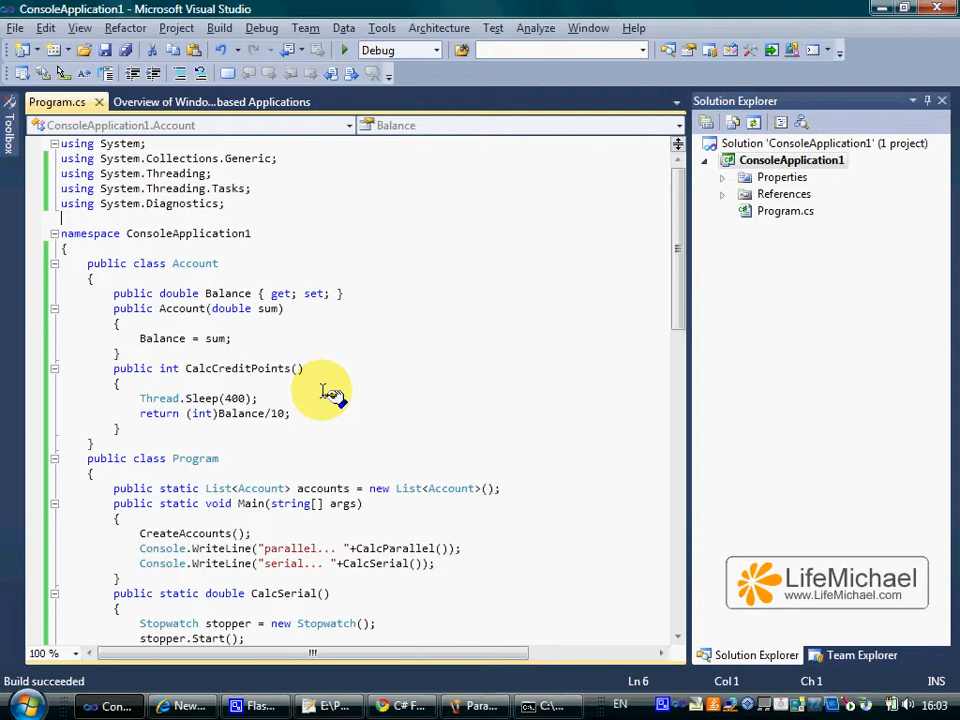 ConsoleApplication1 - Microsoft Visual Studio
File Edit View Refactor Project Build Debug Team Data Tools Architecture Test Analyze Window Help
Debug
Program.cs Overview of Windo...based Applications
Solution Explorer
ConsoleApplication1.Account Balance
Toolbox
using System;
using System.Collections.Generic;
using System.Threading;
using System.Threading.Tasks;
using System.Diagnostics;
namespace ConsoleApplication1
{
public class Account
{
public double Balance { get; set; }
public Account(double sum)
{
Balance = sum;
}
public int CalcCreditPoints()
{
Thread.Sleep(400);
return (int)Balance/10;
}
}
public class Program
{
public static List<Account> accounts = new List<Account>();
public static void Main(string[] args)
{
CreateAccounts();
Console.WriteLine("parallel... "+CalcParallel());
Console.WriteLine("serial... "+CalcSerial());
}
public static double CalcSerial()
{
Stopwatch stopper = new Stopwatch();
stopper.Start();
100 %
Solution 'ConsoleApplication1' (1 project)
ConsoleApplication1
Properties
References
Program.cs
LifeMichael
www.LifeMichael.com
Solution Explorer Team Explorer
Build succeeded Ln 6 Col 1 Ch 1 INS
Con... New... Flas... E:\P... C# F... Para... C:\... EN 16:03